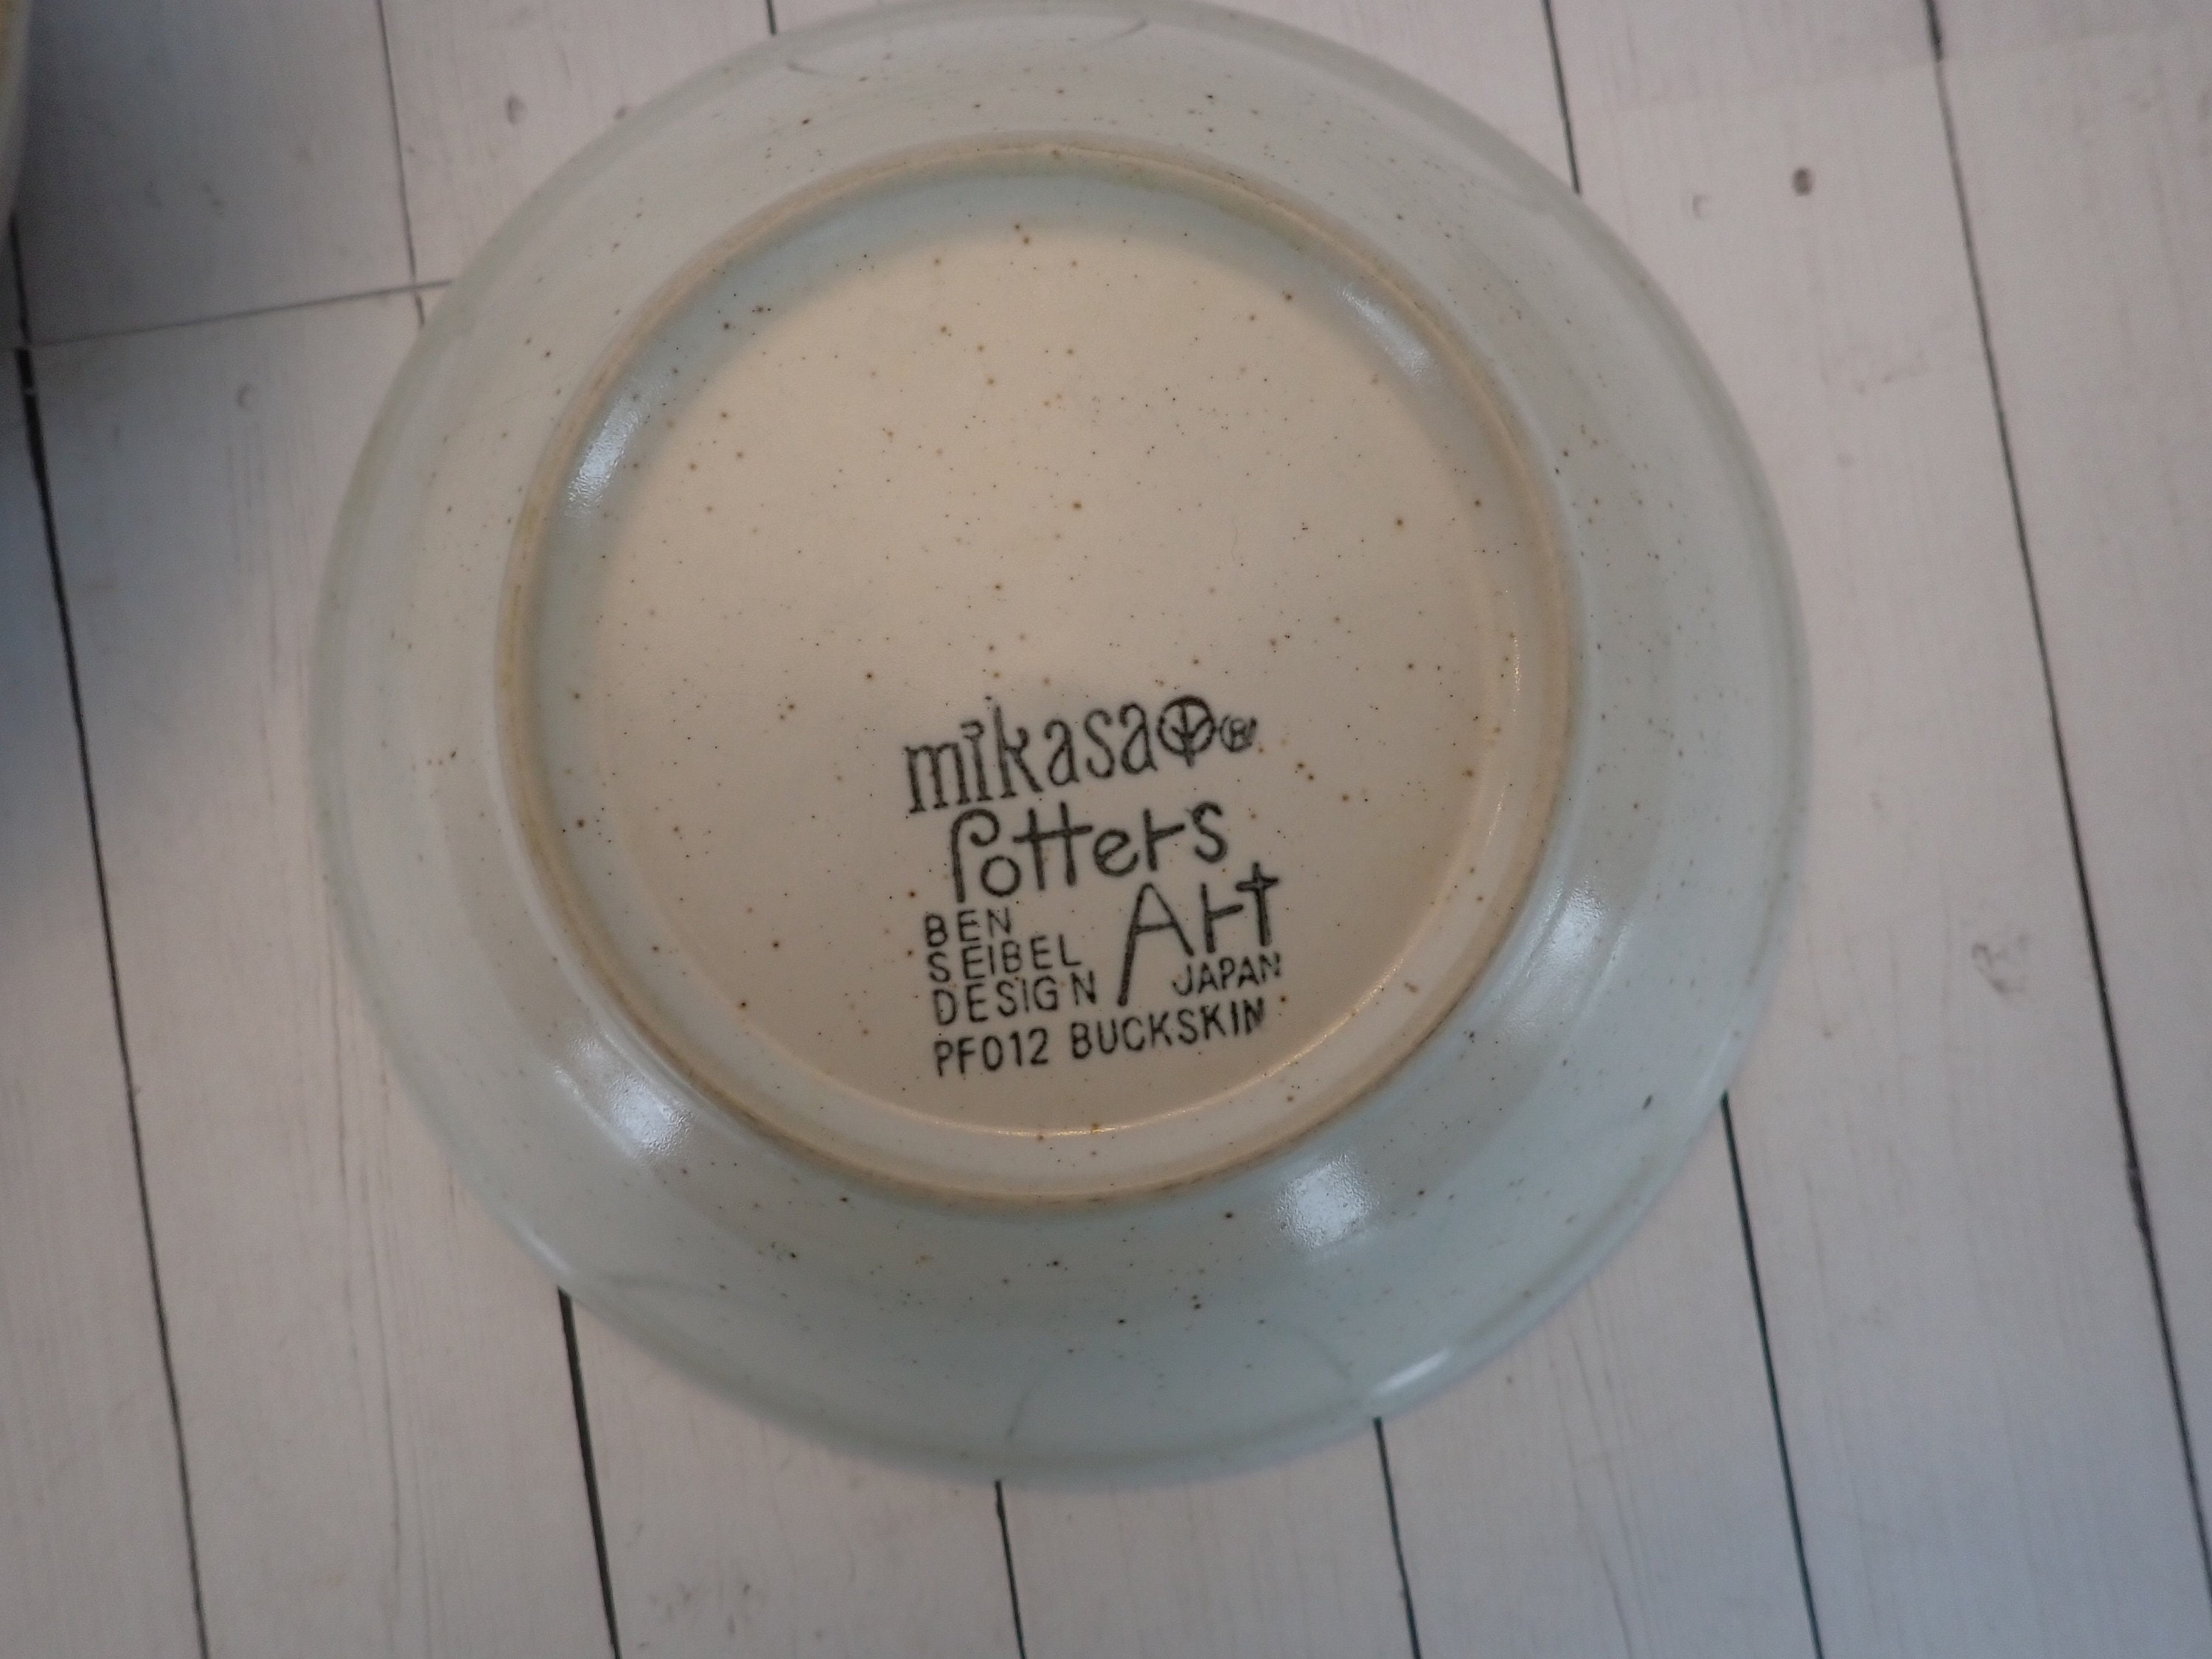 mikasa ®
Potters
Art
BEN
SEIBEL
DESIGN
JAPAN
PF012 BUCKSKIN